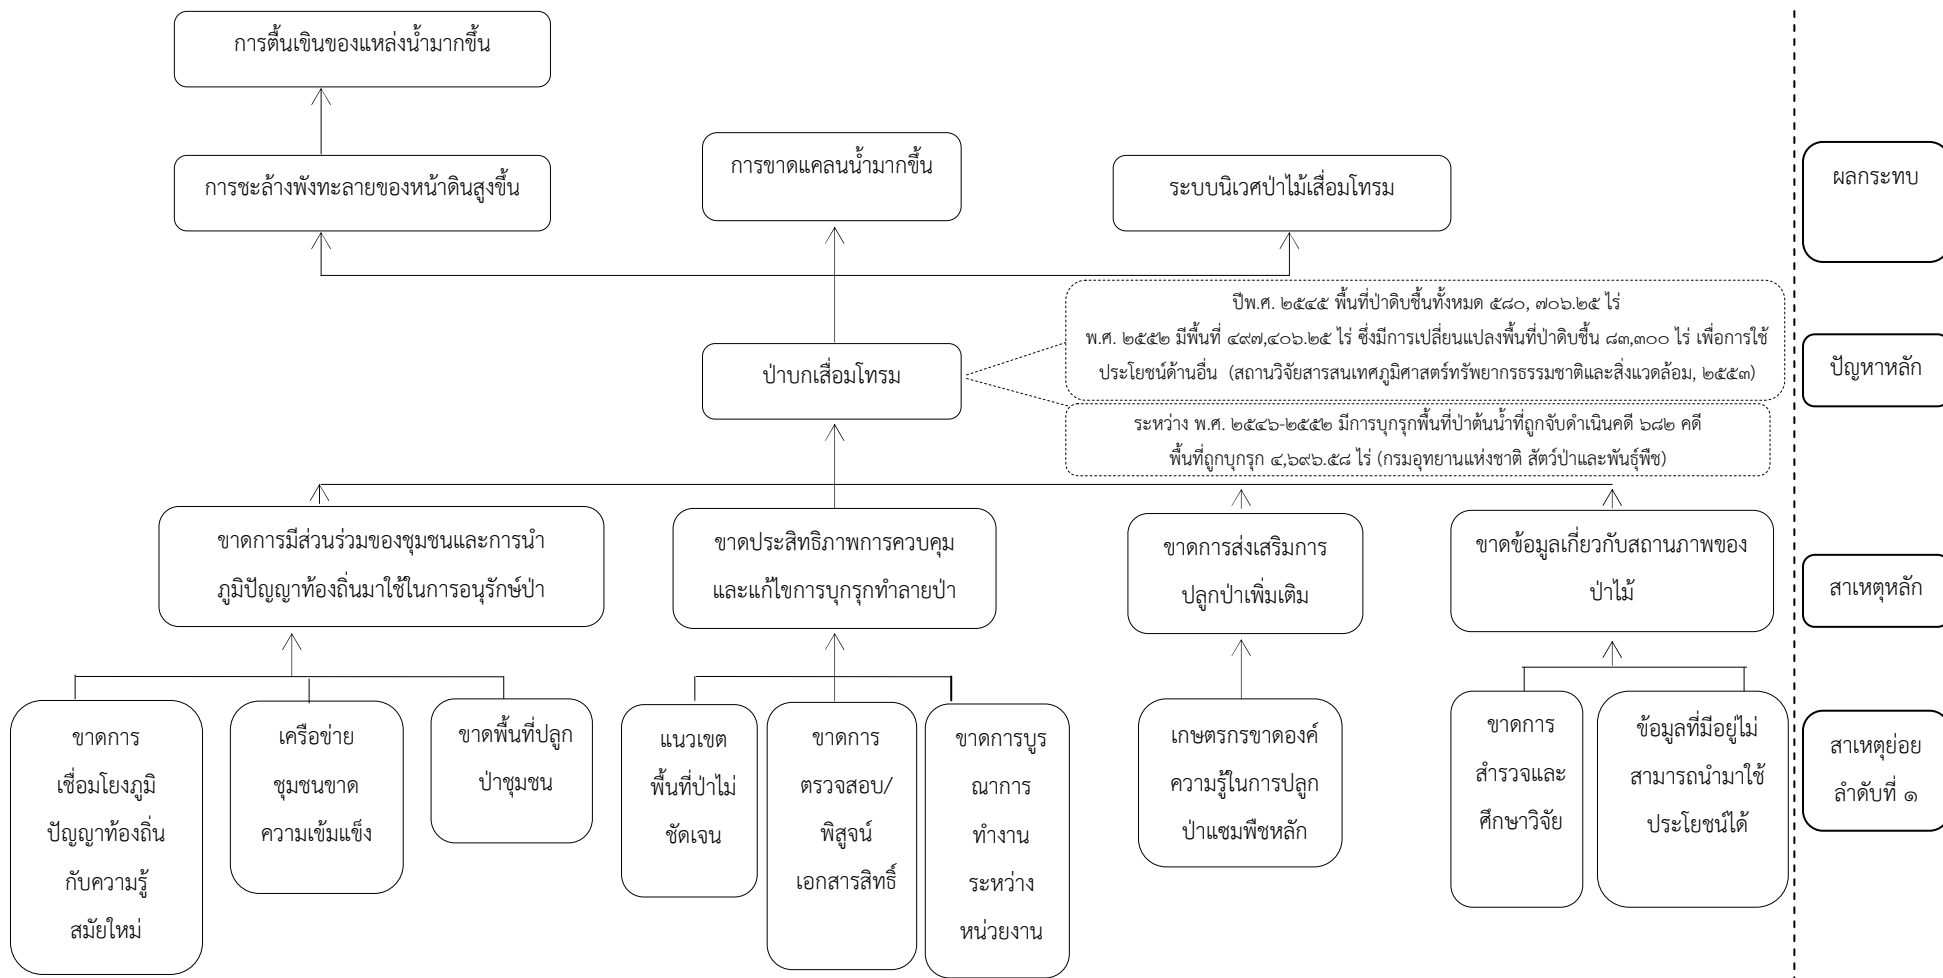 การตื้นเขินของแหล่งน้ำมากขึ้น
การชะล้างพังทะลายของหน้าดินสูงขึ้น
การขาดแคลนน้ำมากขึ้น
ระบบนิเวศป่าไม้เสื่อมโทรม
ผลกระทบ
ป่าบกเสื่อมโทรม
ปีพ.ศ. ๒๕๔๕ พื้นที่ป่าดิบชื้นทั้งหมด ๕๘๐, ๗๐๖.๒๕ ไร่
พ.ศ. ๒๕๕๒ มีพื้นที่ ๔๙๗,๔๐๖.๒๕ ไร่ ซึ่งมีการเปลี่ยนแปลงพื้นที่ป่าดิบชื้น ๘๓,๓๐๐ ไร่ เพื่อการใช้
ประโยชน์ด้านอื่น (สถานวิจัยสารสนเทศภูมิศาสตร์ทรัพยากรธรรมชาติและสิ่งแวดล้อม, ๒๕๕๓)
ระหว่าง พ.ศ. ๒๕๔๖-๒๕๕๒ มีการบุกรุกพื้นที่ป่าต้นน้ำที่ถูกจับดำเนินคดี ๖๘๒ คดี
พื้นที่ถูกบุกรุก ๔,๖๙๖.๕๘ ไร่ (กรมอุทยานแห่งชาติ สัตว์ป่าและพันธุ์พืช)
ปัญหาหลัก
ขาดการมีส่วนร่วมของชุมชนและการนำ
ภูมิปัญญาท้องถิ่นมาใช้ในการอนุรักษ์ป่า
ขาดประสิทธิภาพการควบคุม
และแก้ไขการบุกรุกทำลายป่า
ขาดการส่งเสริมการ
ปลูกป่าเพิ่มเติม
ขาดข้อมูลเกี่ยวกับสถานภาพของ
ป่าไม้
สาเหตุหลัก
ขาดการ
เชื่อมโยงภูมิ
ปัญญาท้องถิ่น
กับความรู้
สมัยใหม่
เครือข่าย
ชุมชนขาด
ความเข้มแข็ง
ขาดพื้นที่ปลูก
ป่าชุมชน
แนวเขต
พื้นที่ป่าไม่
ชัดเจน
ขาดการ
ตรวจสอบ/
พิสูจน์
เอกสารสิทธิ์
ขาดการบูร
ณาการ
ทำงาน
ระหว่าง
หน่วยงาน
เกษตรกรขาดองค์
ความรู้ในการปลูก
ป่าแซมพืชหลัก
ขาดการ
สำรวจและ
ศึกษาวิจัย
ข้อมูลที่มีอยู่ไม่
สามารถนำมาใช้
ประโยชน์ได้
สาเหตุย่อย
ลำดับที่ ๑